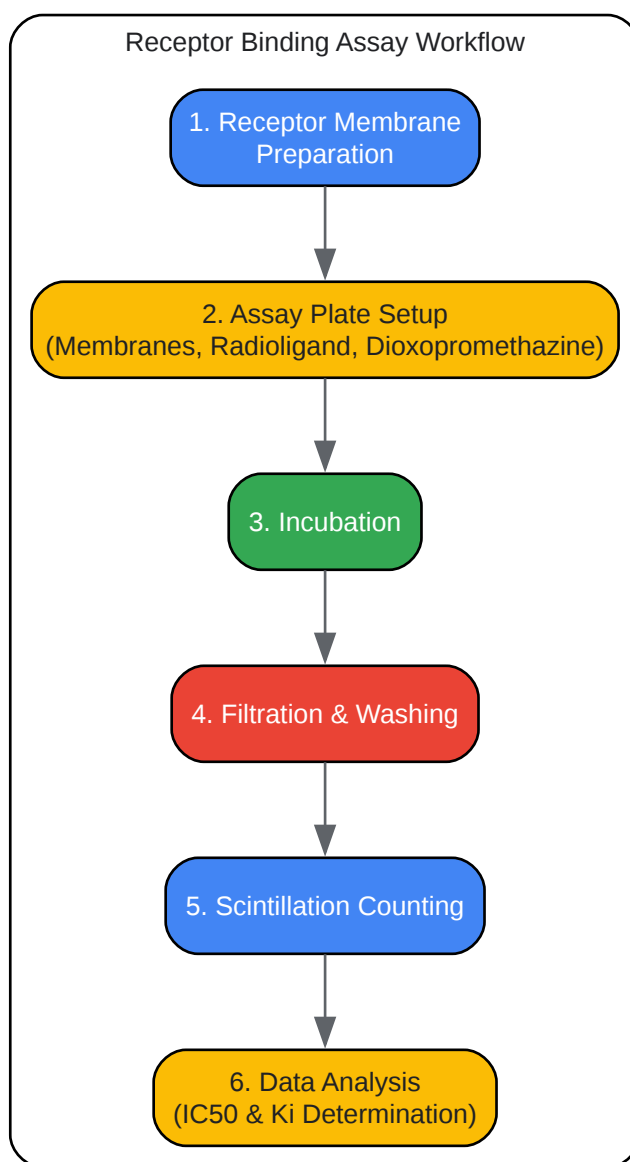 Receptor Binding Assay Workflow
1. Receptor Membrane
Preparation
2. Assay Plate Setup
(Membranes, Radioligand, Dioxopromethazine)
3. Incubation
4. Filtration & Washing
5. Scintillation Counting
6. Data Analysis
(IC50 & Ki Determination)